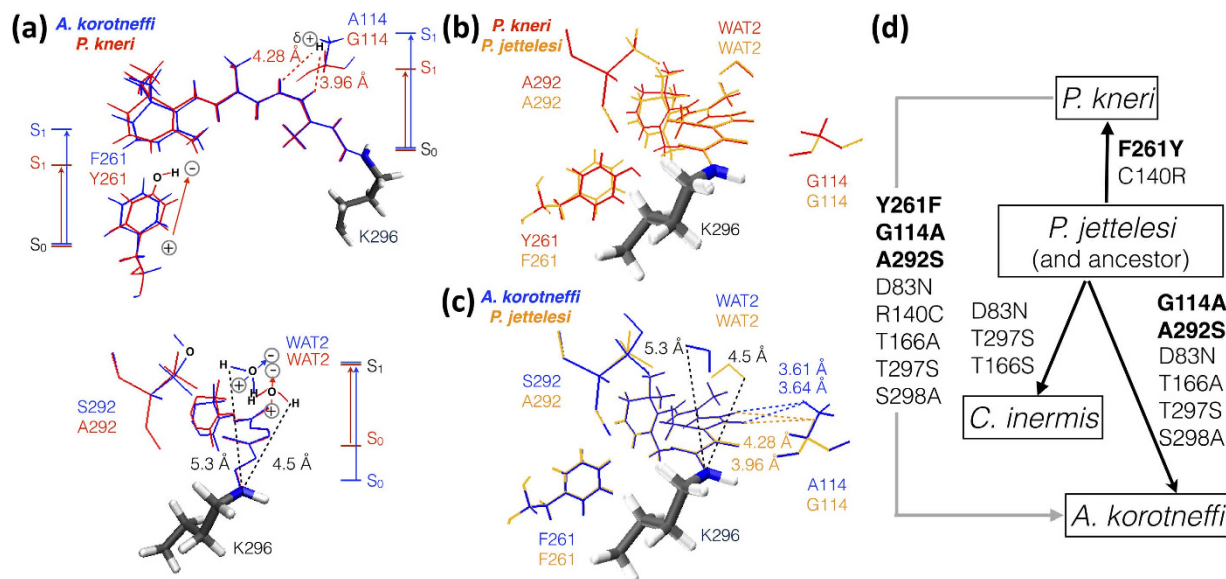 (a)
A. korotneffi
P. kneri
δ
+
H
A114
G114
4.28 Å
3.96 Å
S1
S1
S0
S1
S1
S0
F261
Y261
O H
−
+
K296
WAT2
WAT2
S292
A292
O
H
H
O
H
H
−
−
+
+
5.3 Å
4.5 Å
S1
S0
S0
K296
(b)
P. kneri
P. jettelesi
WAT2
WAT2
A292
A292
G114
G114
Y261
F261
K296
(c)
A. korotneffi
P. jettelesi
WAT2
WAT2
5.3 Å
4.5 Å
3.61 Å
3.64 Å
S292
A292
4.28 Å
3.96 Å
A114
G114
F261
F261
K296
(d)
P. kneri
F261Y
C140R
P. jettelesi
(and ancestor)
Y261F
G114A
A292S
D83N
R140C
T166A
T297S
S298A
D83N
T297S
T166S
G114A
A292S
D83N
T166A
T297S
S298A
C. inermis
A. korotneffi